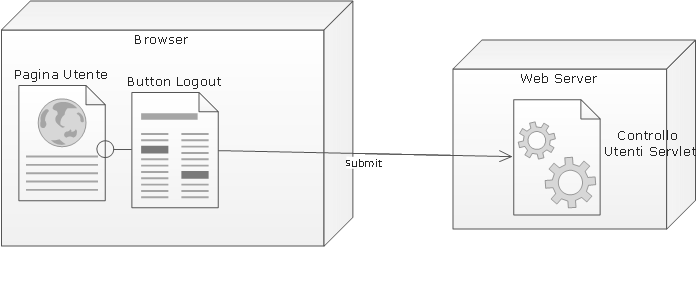 Browser
Pagina Utente
Button Logout
Submit
Web Server
Controllo
Utenti Servlet